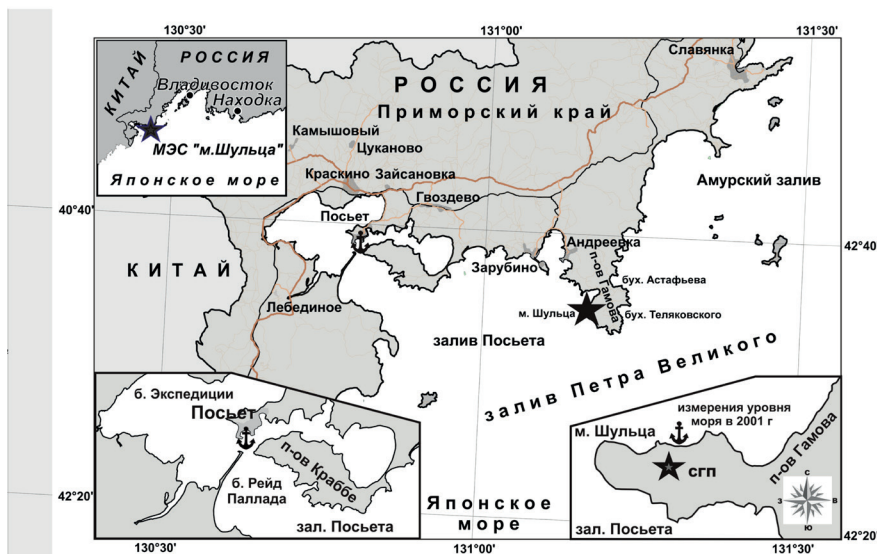 130°30'
131°00'
131°30'
РОССИЯ
КИТАЙ
Владивосток
Находка
МЭС "м.Шульца"
Японское море
Славянка
РОССИЯ
Приморский край
Камышовый
Цуканово
Краскино Зайсановка
Гвоздево
Посьет
Амурский залив
40°40'
42°40'
КИТАЙ
Андреевка
Зарубино
п-ов Гамова
бух. Астафьева
Лебединое
м. Шульца
бух. Теляковского
залив Посьета
залив Петра Великого
б. Экспедиции
Посьет
п-ов Краббе
б. Рейд
Паллада
зал. Посьета
измерения уровня
моря в 2001 г
м. Шульца
п-ов Гамова
сгп
с
з
в
ю
зал. Посьета
42°20'
Японское
море
42°20'
130°30'
131°00'
131°30'